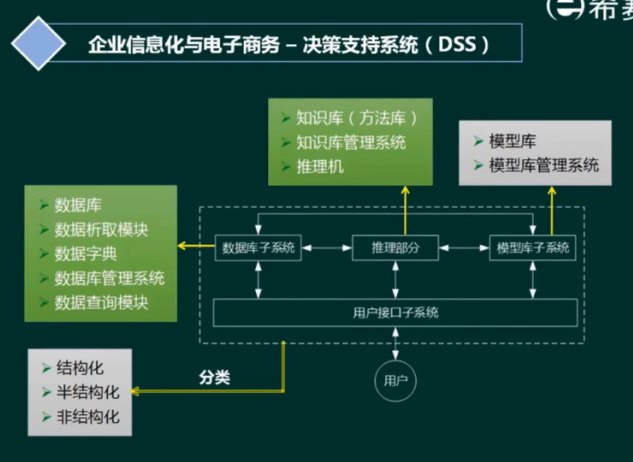 希赛
企业信息化与电子商务 – 决策支持系统（DSS）
知识库（方法库）
知识库管理系统
推理机
模型库
模型库管理系统
数据库
数据析取模块
数据字典
数据库管理系统
数据查询模块
数据库子系统
推理部分
模型库子系统
用户接口子系统
结构化
半结构化
非结构化
分类
用户